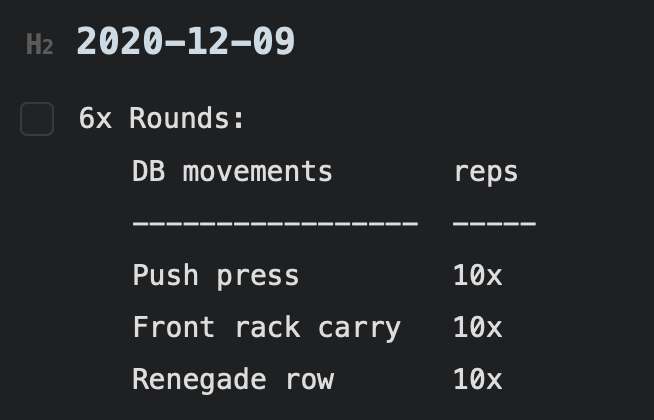 H2 2020-12-09
6x Rounds:
DB movements reps
----------------- -----
Push press 10x
Front rack carry 10x
Renegade row 10x